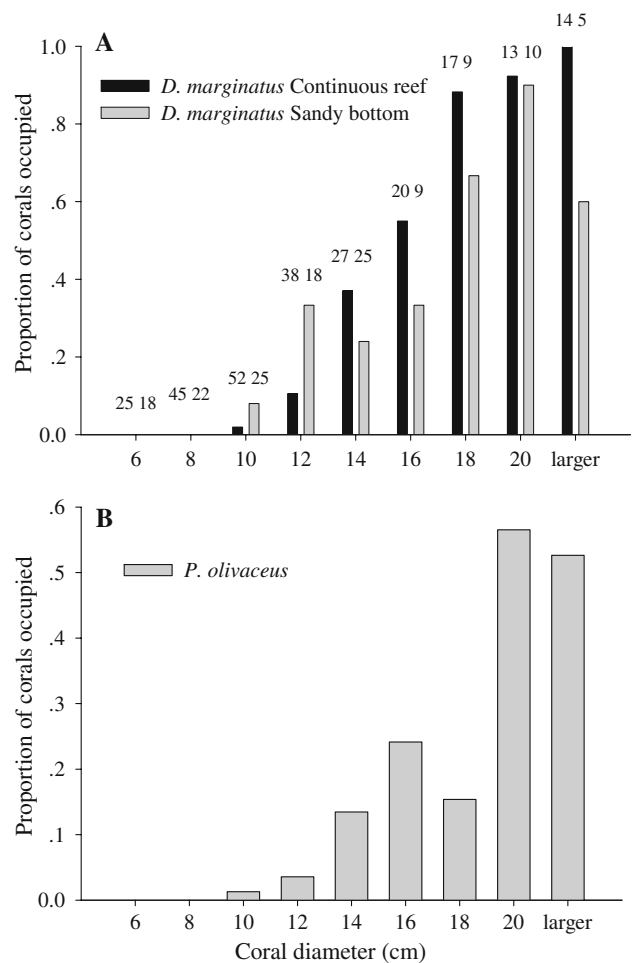 A
D. marginatus Continuous reef
D. marginatus Sandy bottom
Proportion of corals occupied
1.0
.8
.6
.4
.2
0.0
25 18
45 22
52 25
38 18
27 25
20 9
17 9
13 10
14 5
6 8 10 12 14 16 18 20 larger
B
P. olivaceus
Proportion of corals occupied
.6
.5
.4
.3
.2
.1
0.0
6 8 10 12 14 16 18 20 larger
Coral diameter (cm)